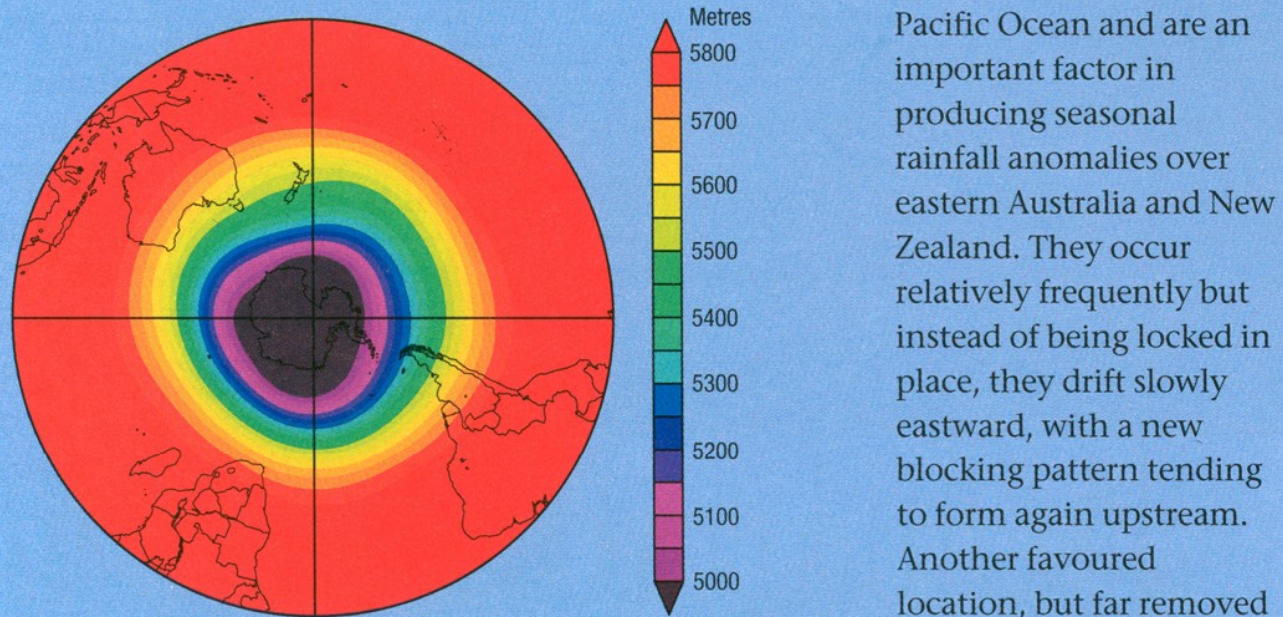 Metres
5800
5700
5600
5500
5400
5300
5200
5100
5000
Pacific Ocean and are an
important factor in
producing seasonal
rainfall anomalies over
eastern Australia and New
Zealand. They occur
relatively frequently but
instead of being locked in
place, they drift slowly
eastward, with a new
blocking pattern tending
to form again upstream.
Another favoured
location, but far removed